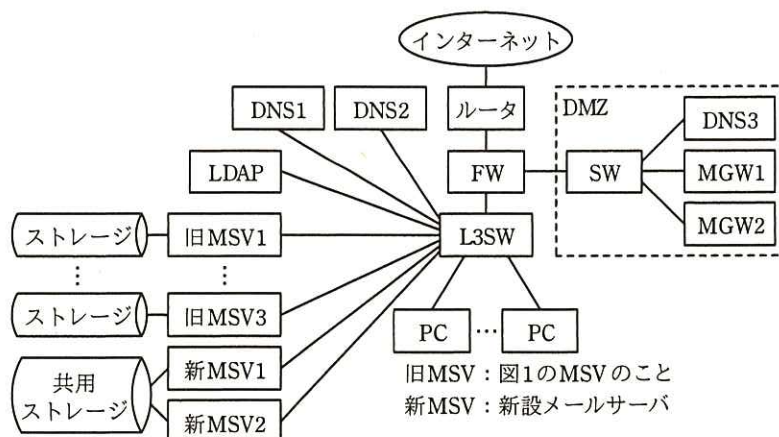 インターネット
DNS1
DNS2
ルータ
DMZ
DNS3
LDAP
FW
SW
MGW1
MGW2
ストレージ
旧MSV1
L3SW
⋮
⋮
ストレージ
旧MSV3
PC
…
PC
共用
ストレージ
新MSV1
新MSV2
旧MSV：図1のMSVのこと
新MSV：新設メールサーバ